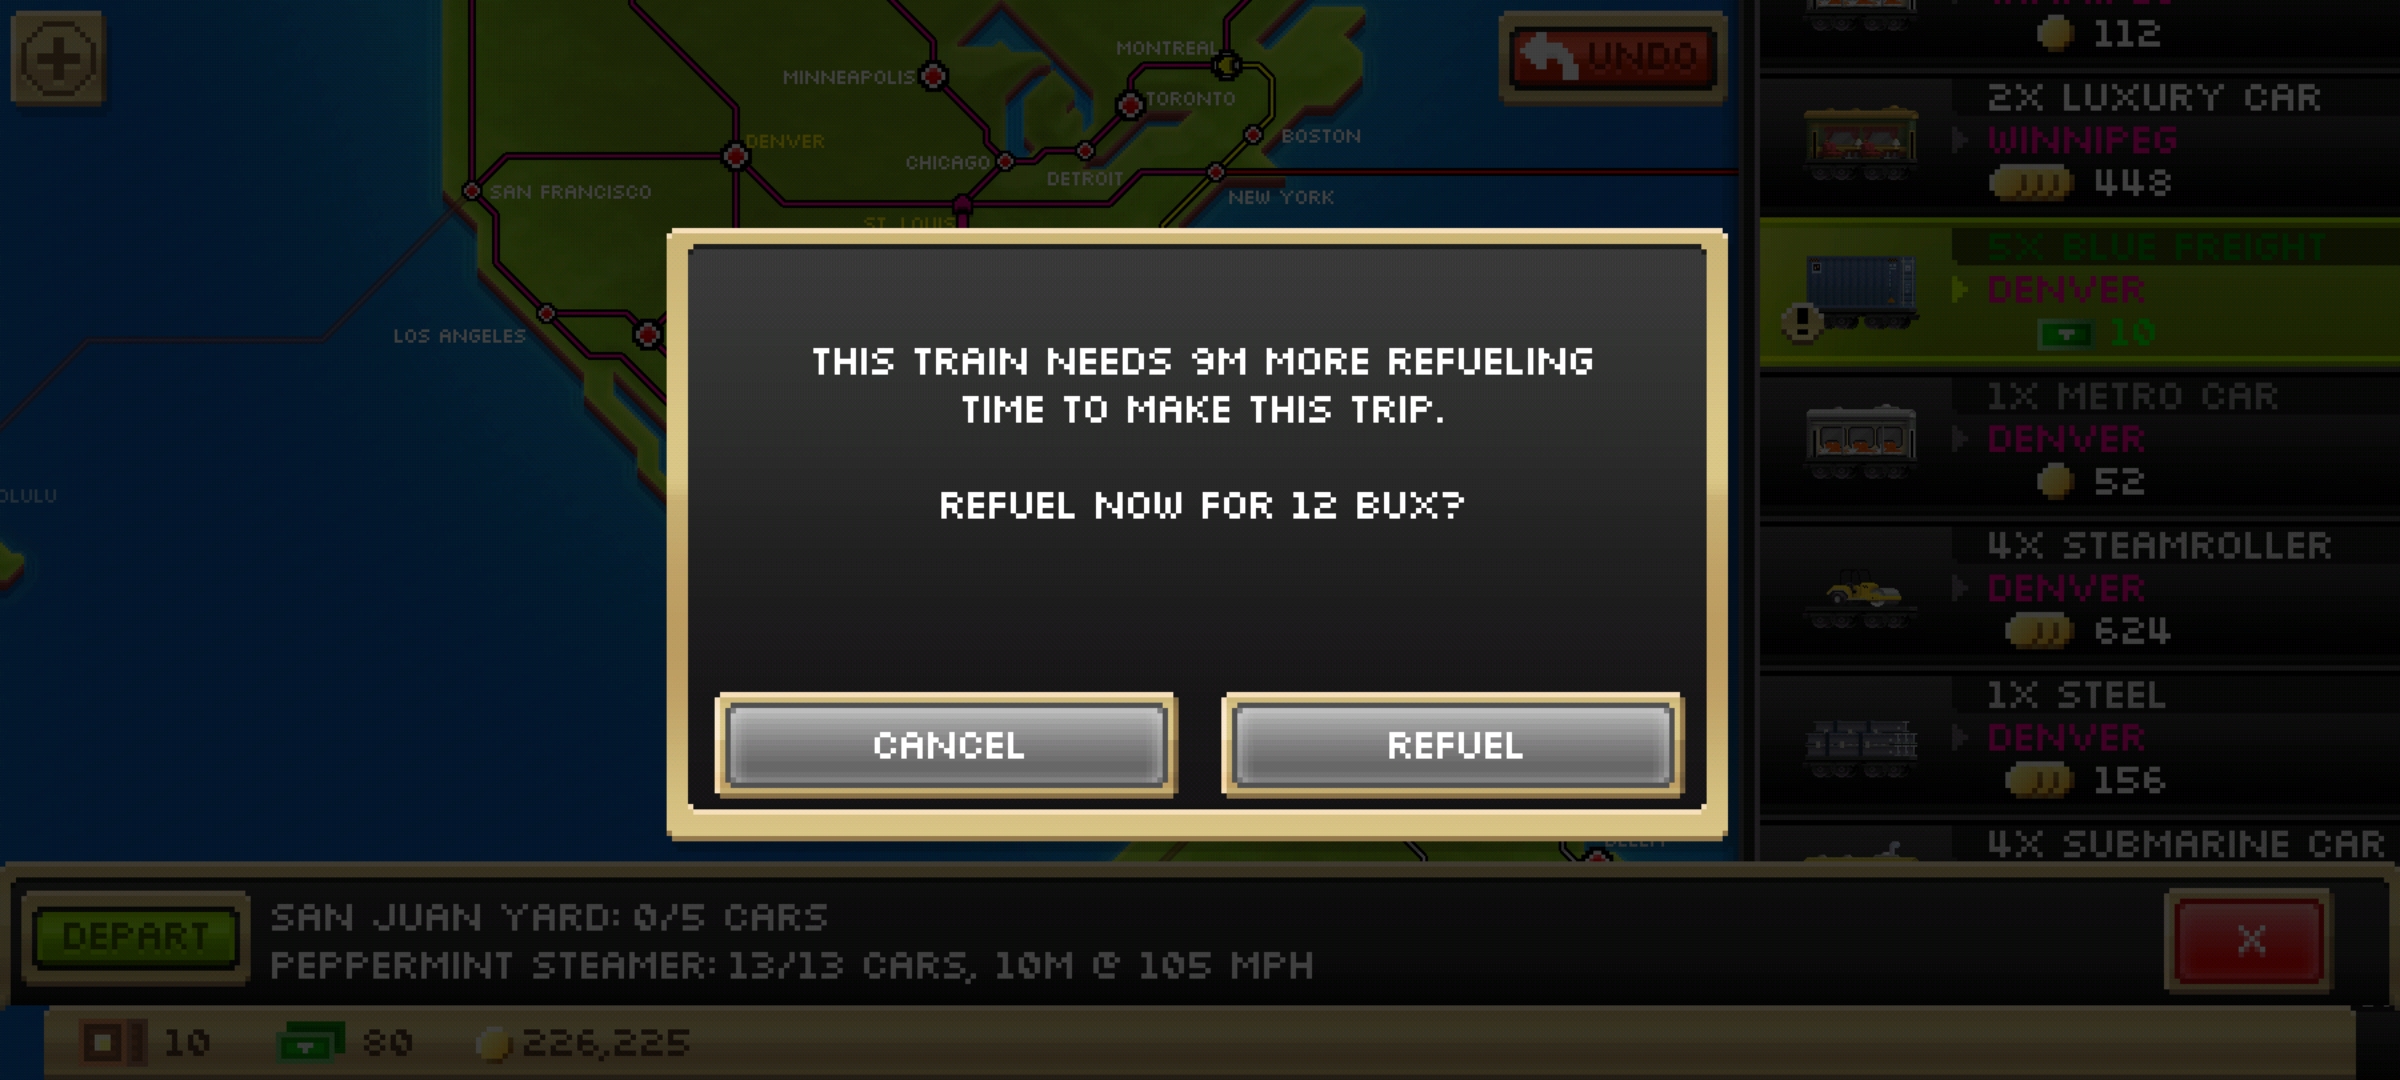 112
MONTREAL
UNDO
MINNEAPOLIS
2X LUXURY CAR
TORONTO
WINNIPEG
DENVER
BOSTON
CHICAGO
448
DETROIT
SAN FRANCISCO
NEW YORK
ST LOUIS
5X BLUE FREIGHT
DENVER
10
LOS ANGELES
THIS TRAIN NEEDS 9M MORE REFUELING
TIME TO MAKE THIS TRIP.
1X METRO CAR
DENVER
52
OLULU
REFUEL NOW FOR 12 BUX?
4X STEAMROLLER
DENVER
624
1X STEEL
DENVER
156
CANCEL
REFUEL
4X SUBMARINE CAR
DEPART
SAN JUAN YARD: 0/5 CARS
PEPPERMINT STEAMER: 13/13 CARS, 10M @ 105 MPH
X
10
80
226,225